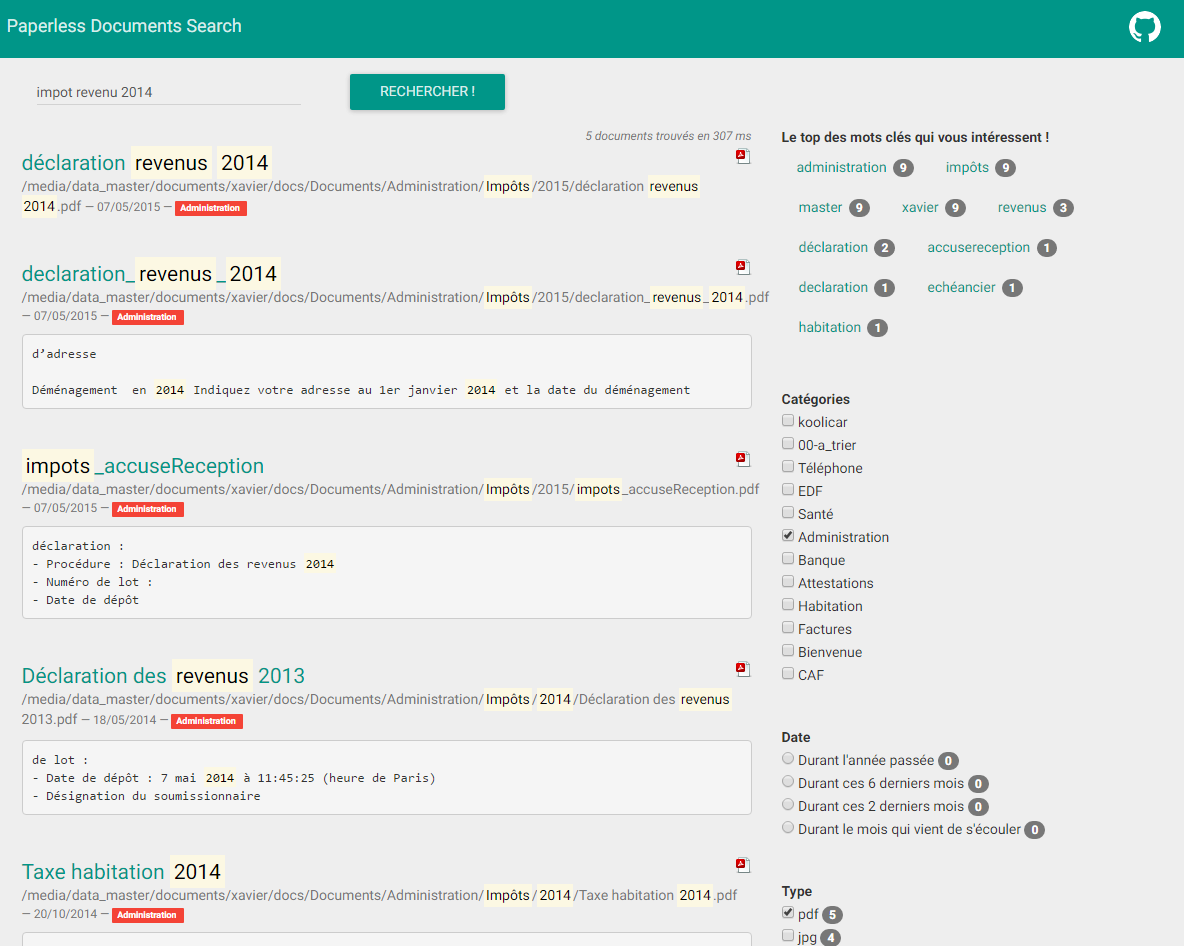 Paperless Documents Search
impot revenu 2014
RECHERCHER !
5 documents trouvés en 307 ms
déclaration revenus 2014
/media/data_master/documents/xavier/docs/Documents/Administration/Impôts/2015/déclaration revenus
2014.pdf — 07/05/2015 — Administration
declaration_revenus_2014
/media/data_master/documents/xavier/docs/Documents/Administration/Impôts/2015/declaration_revenus_2014.pdf
— 07/05/2015 — Administration
d’adresse
Déménagement en 2014 Indiquez votre adresse au 1er janvier 2014 et la date du déménagement
impots_accuseReception
/media/data_master/documents/xavier/docs/Documents/Administration/Impôts/2015/impots_accuseReception.pdf
— 07/05/2015 — Administration
déclaration :
- Procédure : Déclaration des revenus 2014
- Numéro de lot :
- Date de dépôt
Déclaration des revenus 2013
/media/data_master/documents/xavier/docs/Documents/Administration/Impôts/2014/Déclaration des revenus
2013.pdf — 18/05/2014 — Administration
de lot :
- Date de dépôt : 7 mai 2014 à 11:45:25 (heure de Paris)
- Désignation du soumissionnaire
Taxe habitation 2014
/media/data_master/documents/xavier/docs/Documents/Administration/Impôts/2014/Taxe habitation 2014.pdf
— 20/10/2014 — Administration
Le top des mots clés qui vous intéressent !
administration 9 impôts 9
master 9 xavier 9 revenus 3
déclaration 2 accusereception 1
declaration 1 echéancier 1
habitation 1
Catégories
koolicar
00-a_trier
Téléphone
EDF
Santé
Administration
Banque
Attestations
Habitation
Factures
Bienvenue
CAF
Date
Durant l'année passée 0
Durant ces 6 derniers mois 0
Durant ces 2 derniers mois 0
Durant le mois qui vient de s'écouler 0
Type
pdf 5
jpg 4